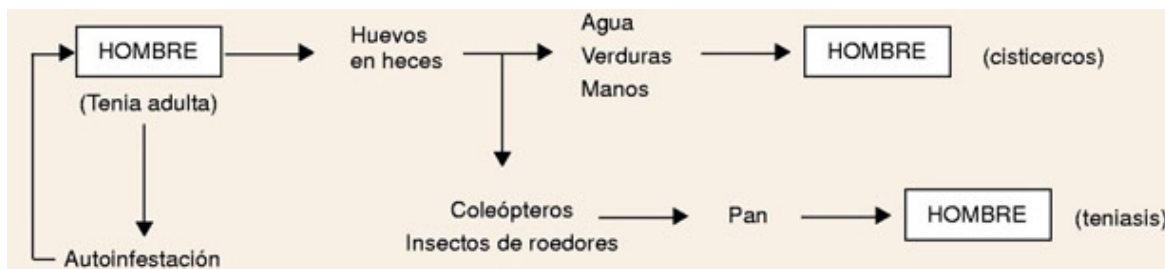 HOMBRE
(Tenia adulta)
Autoinfestación
Huevos
en heces
Agua
Verduras
Manos
HOMBRE
(cisticercos)
Coleópteros
Insectos de roedores
Pan
HOMBRE
(teniasis)